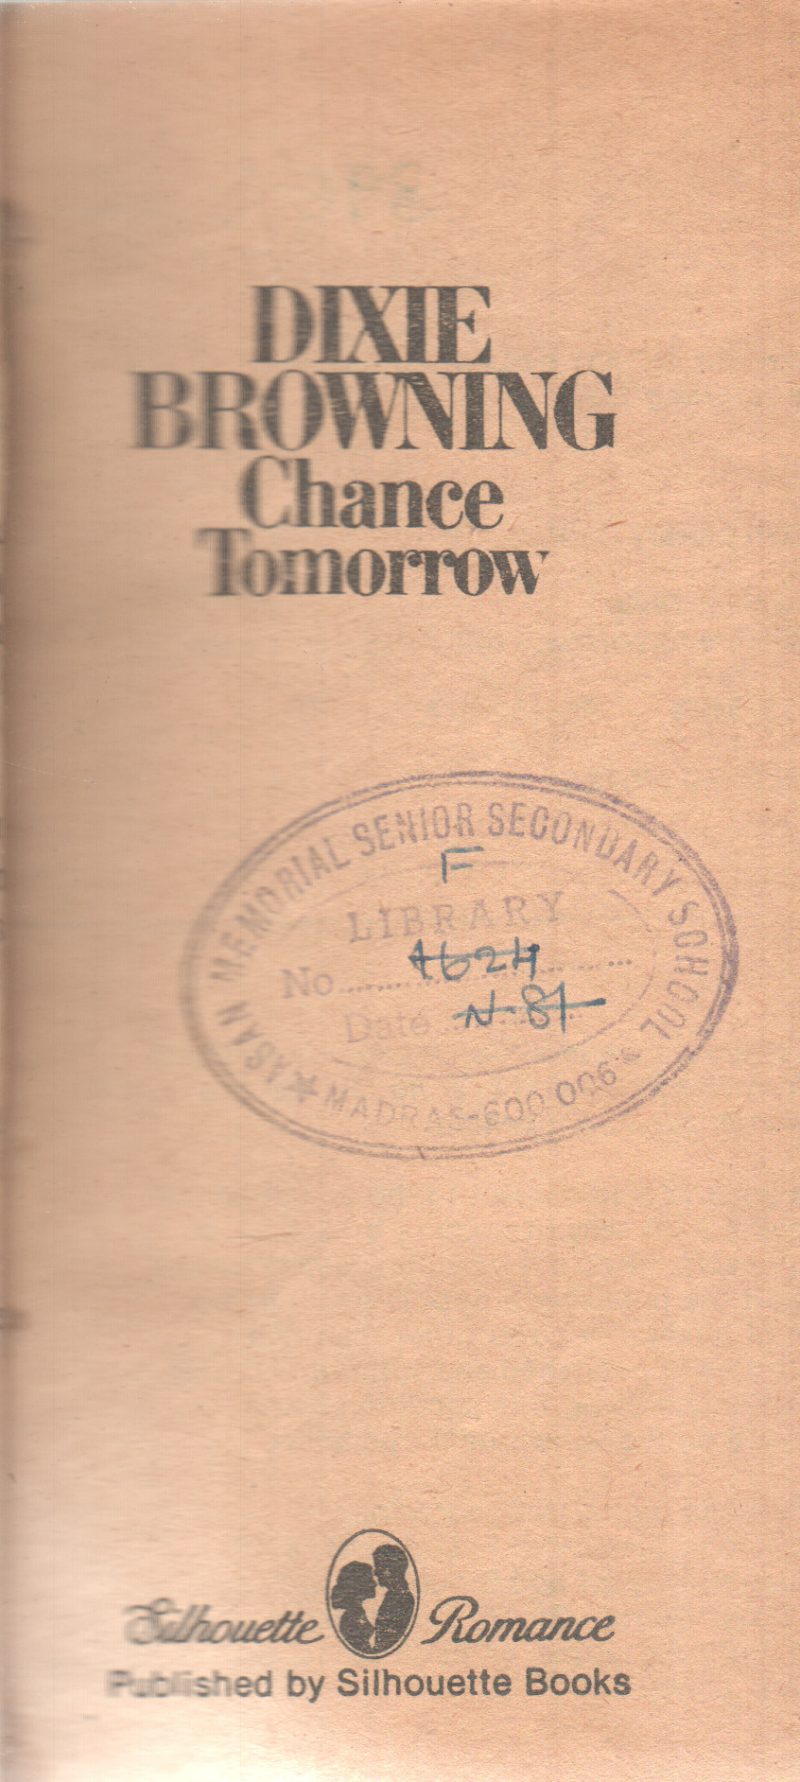 DIXIE
BROWNING
Chance
Tomorrow
ASAN MEMORIAL SENIOR SECONDARY SCHOOL
F
LIBRARY
No............1624............
Date............N-81............
★ MADRAS-600 006 ★
Silhouette Romance
Published by Silhouette Books